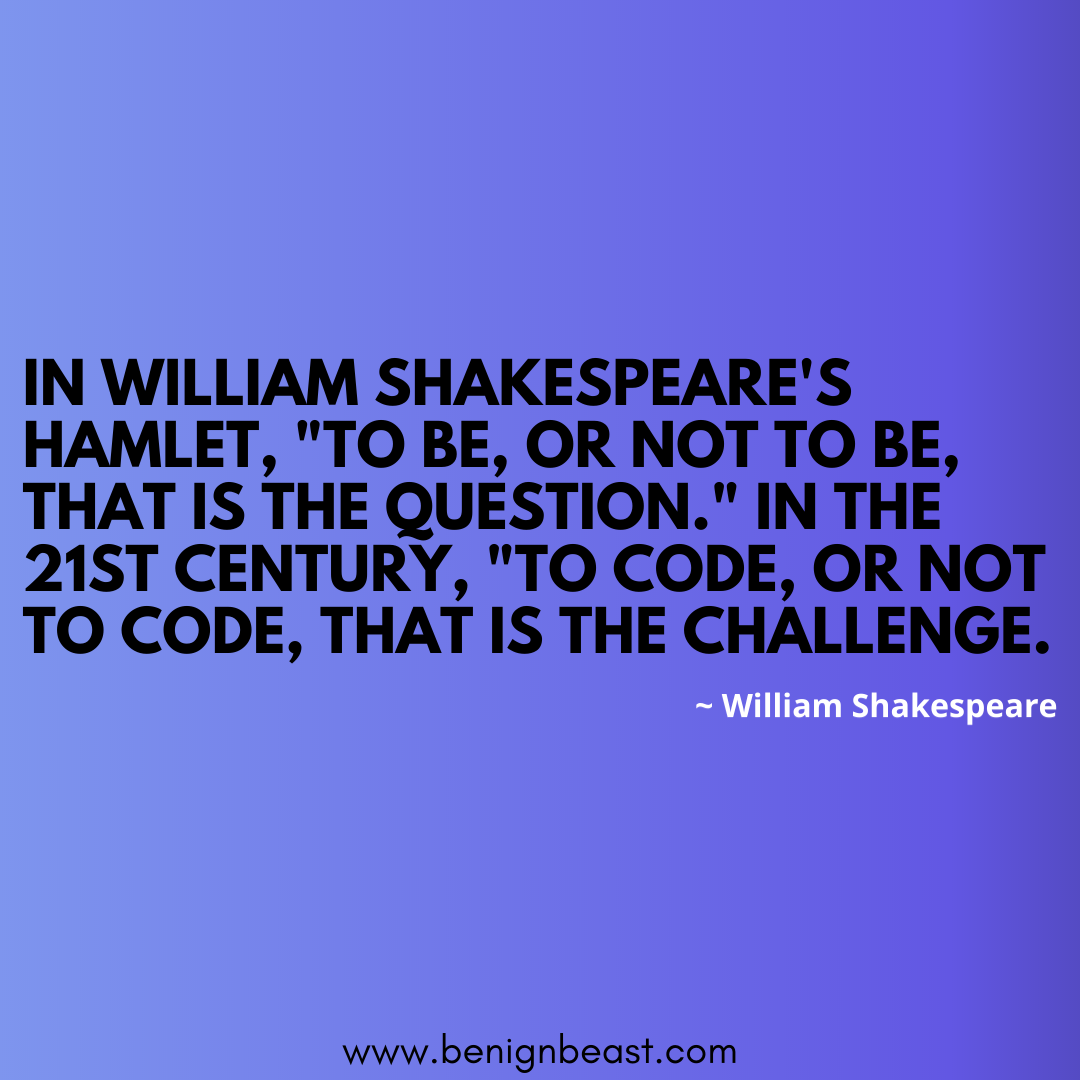 IN WILLIAM SHAKESPEARE'S
HAMLET, "TO BE, OR NOT TO BE,
THAT IS THE QUESTION." IN THE
21ST CENTURY, "TO CODE, OR NOT
TO CODE, THAT IS THE CHALLENGE.
~ William Shakespeare
www.benignbeast.com